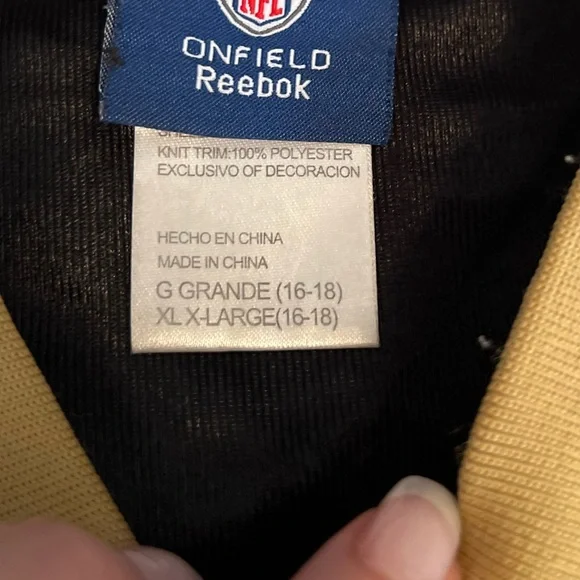 NFL
ONFIELD
Reebok
KNIT TRIM:100% POLYESTER
EXCLUSIVO OF DECORACION
HECHO EN CHINA
MADE IN CHINA
G GRANDE (16-18)
XL X-LARGE(16-18)